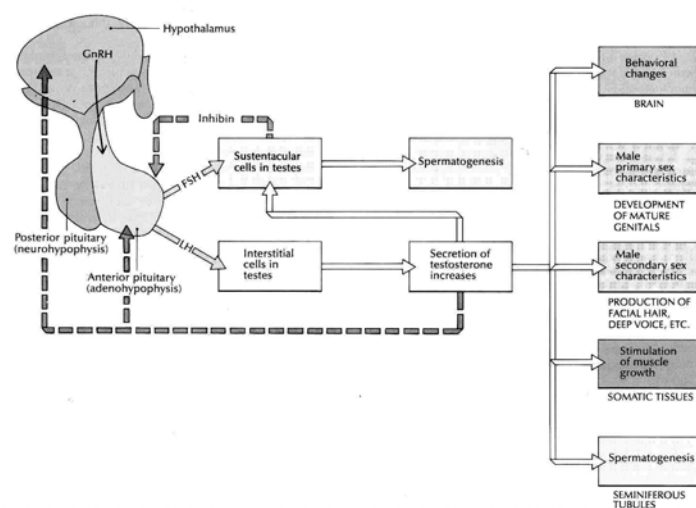 Hypothalamus
GnRH
Inhibin
Sustentacular
cells in testes
Spermatogenesis
FSH
LH
Posterior pituitary
(neurohypophysis)
Anterior pituitary
(adenohypophysis)
Interstitial
cells in
testes
Secretion of
testosterone
increases
Behavioral
changes
BRAIN
Male
primary sex
characteristics
DEVELOPMENT
OF MATURE
GENITALS
Male
secondary sex
characteristics
PRODUCTION OF
FACIAL HAIR,
DEEP VOICE, ETC.
Stimulation
of muscle
growth
SOMATIC TISSUES
Spermatogenesis
SEMINIFEROUS
TUBULES